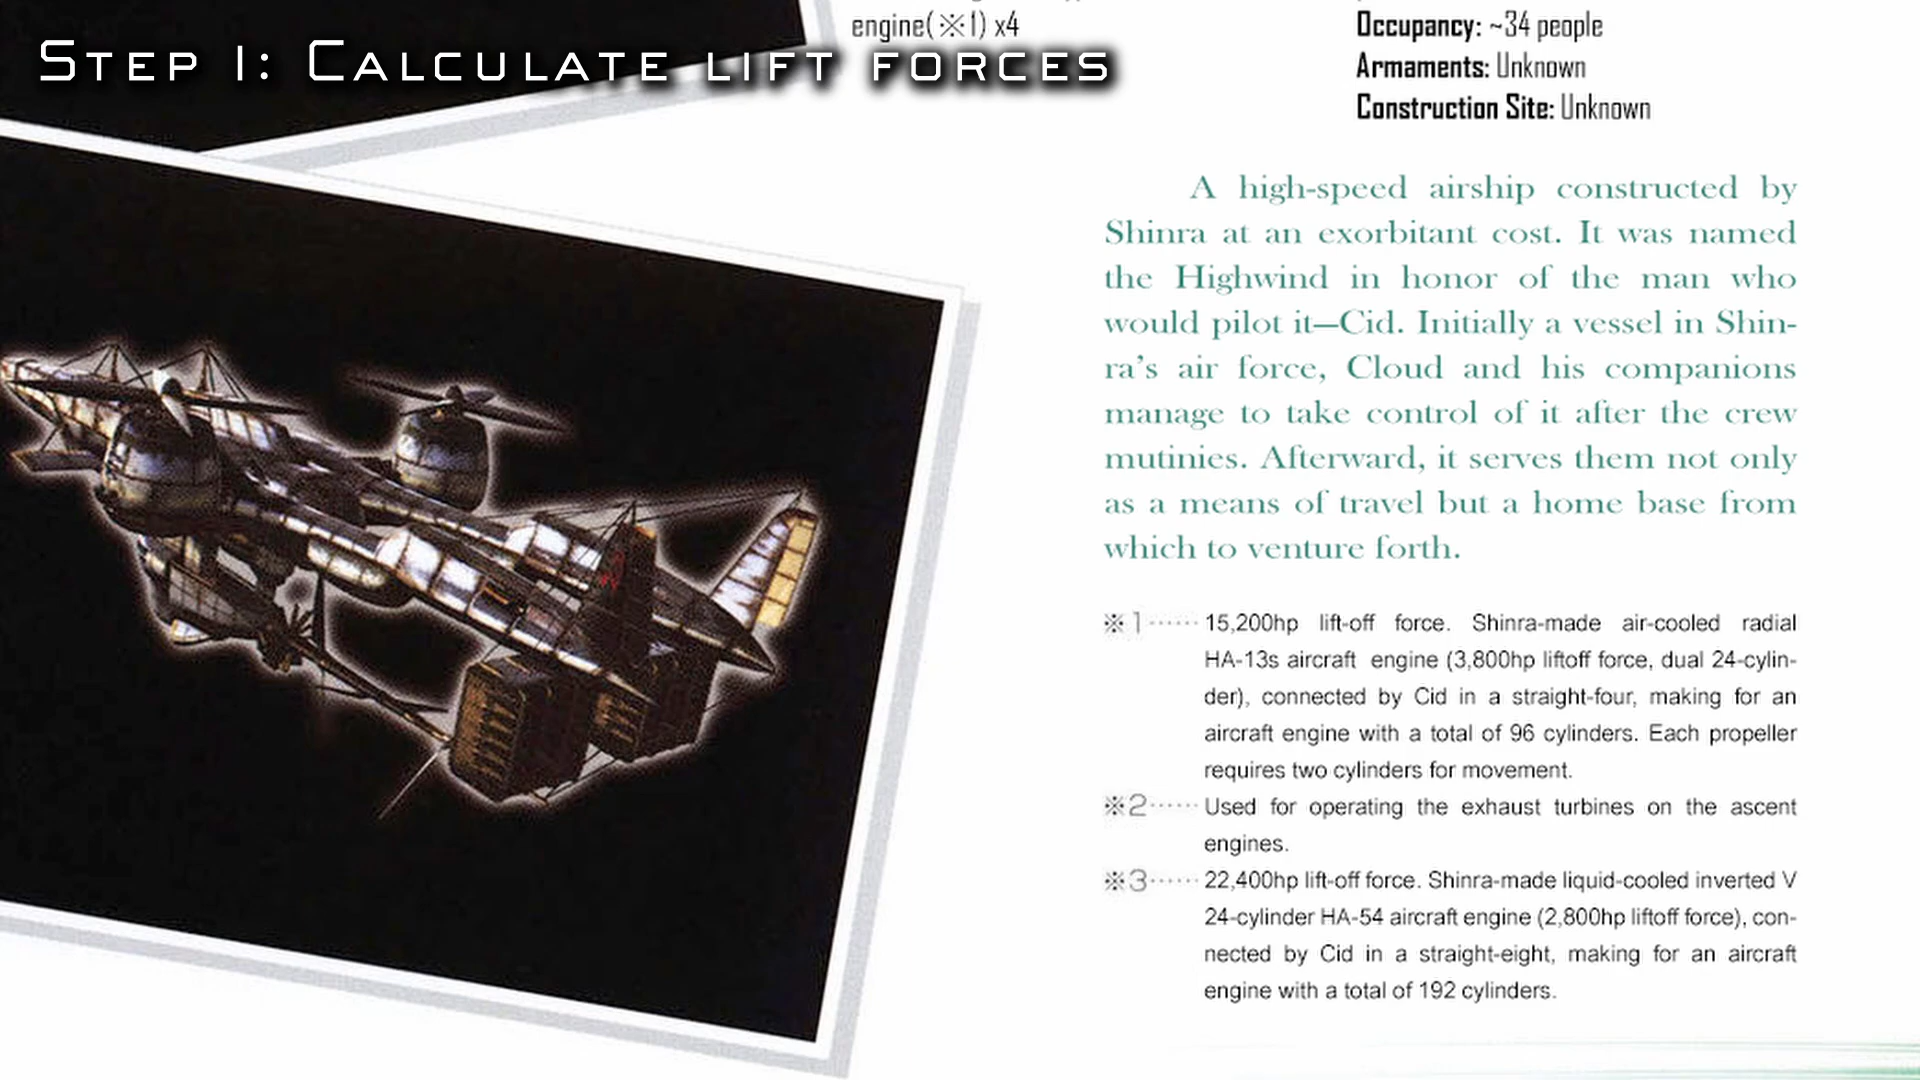 STEP 1: CALCULATE LIFT FORCES
engine(※1) x4
Occupancy: ~34 people
Armaments: Unknown
Construction Site: Unknown
A high-speed airship constructed by
Shinra at an exorbitant cost. It was named
the Highwind in honor of the man who
would pilot it—Cid. Initially a vessel in Shin-
ra's air force, Cloud and his companions
manage to take control of it after the crew
mutinies. Afterward, it serves them not only
as a means of travel but a home base from
which to venture forth.
※1······ 15,200hp lift-off force. Shinra-made air-cooled radial
HA-13s aircraft engine (3,800hp liftoff force, dual 24-cylin-
der), connected by Cid in a straight-four, making for an
aircraft engine with a total of 96 cylinders. Each propeller
requires two cylinders for movement.
※2······ Used for operating the exhaust turbines on the ascent
engines.
※3······ 22,400hp lift-off force. Shinra-made liquid-cooled inverted V
24-cylinder HA-54 aircraft engine (2,800hp liftoff force), con-
nected by Cid in a straight-eight, making for an aircraft
engine with a total of 192 cylinders.